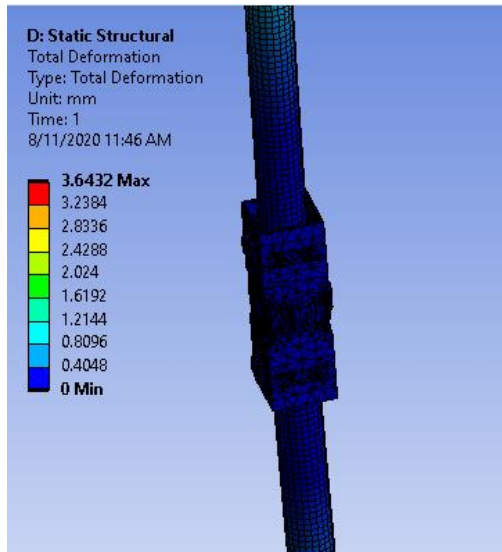 D: Static Structural
Total Deformation
Type: Total Deformation
Unit: mm
Time: 1
8/11/2020 11:46 AM
3.6432 Max
3.2384
2.8336
2.4288
2.024
1.6192
1.2144
0.8096
0.4048
0 Min